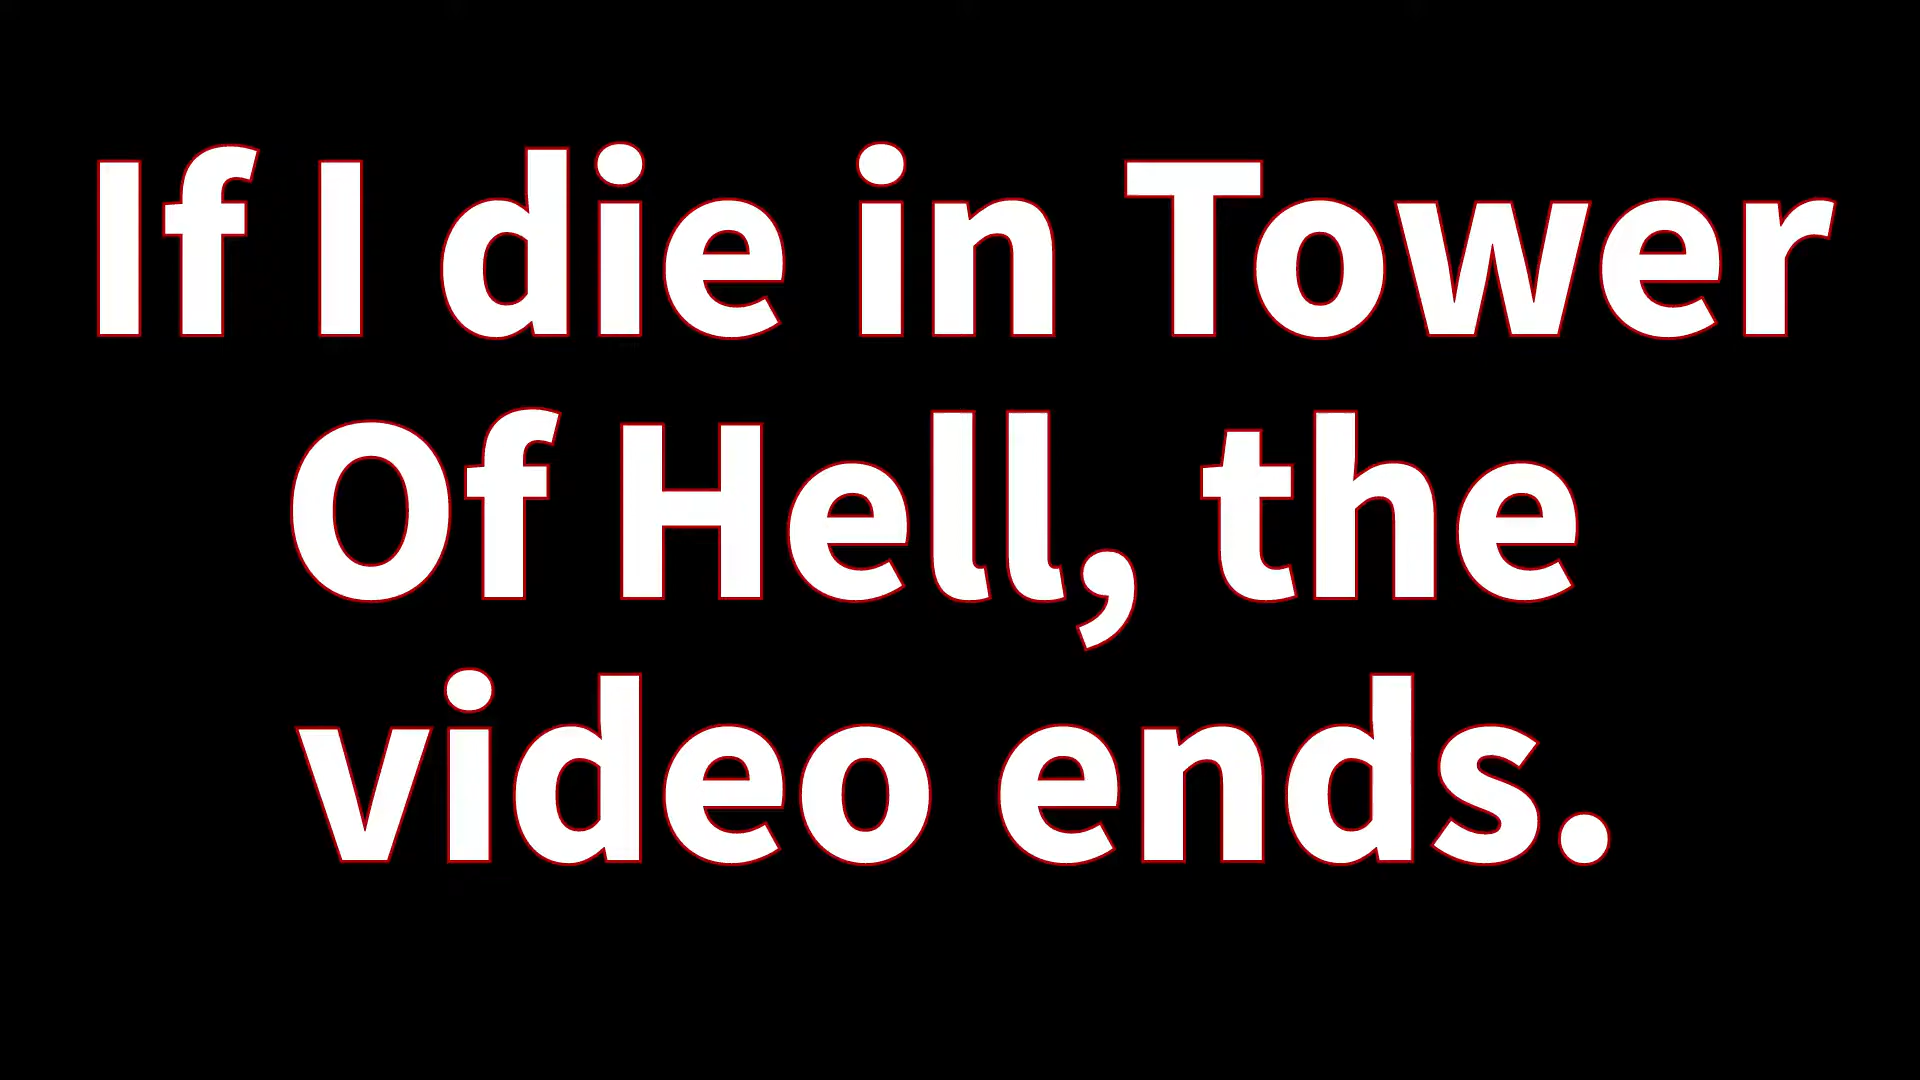 If I die in Tower
Of Hell, the
video ends.